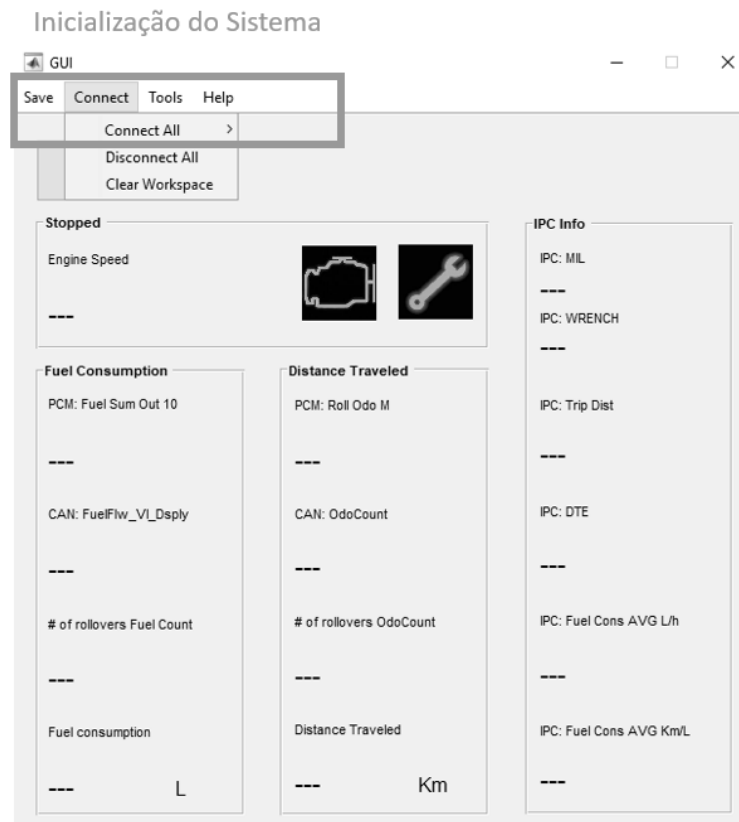 Inicialização do Sistema
GUI
Save Connect Tools Help
Connect All >
Disconnect All
Clear Workspace
Stopped
Engine Speed
---
Fuel Consumption
PCM: Fuel Sum Out 10
---
CAN: FuelFlw_Vl_Dsply
---
# of rollovers Fuel Count
---
Fuel consumption
--- L
Distance Traveled
PCM: Roll Odo M
---
CAN: OdoCount
---
# of rollovers OdoCount
---
Distance Traveled
--- Km
IPC Info
IPC: MIL
---
IPC: WRENCH
---
IPC: Trip Dist
---
IPC: DTE
---
IPC: Fuel Cons AVG L/h
---
IPC: Fuel Cons AVG Km/L
---